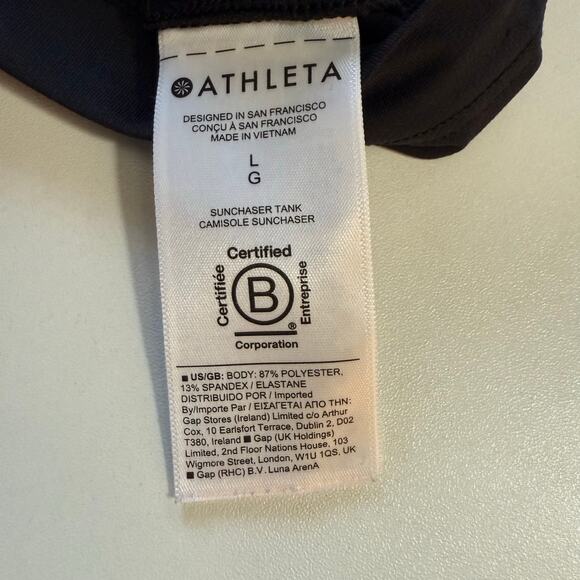 ATHLETA
DESIGNED IN SAN FRANCISCO
CONÇU À SAN FRANCISCO
MADE IN VIETNAM
L
G
SUNCHASER TANK
CAMISOLE SUNCHASER
Certified
Certifiée
B
Entreprise
®
Corporation
■ US/GB: BODY: 87% POLYESTER,
13% SPANDEX / ELASTANE
DISTRIBUIDO POR / Imported
By/Importe Par / ΕΙΣΑΓΕΤΑΙ ΑΠΟ ΤΗΝ:
Gap Stores (Ireland) Limited c/o Arthur
Cox, 10 Earlsfort Terrace, Dublin 2, D02
T380, Ireland ■ Gap (UK Holdings)
Limited, 2nd Floor Nations House, 103
Wigmore Street, London, W1U 1QS, UK
■ Gap (RHC) B.V. Luna ArenA